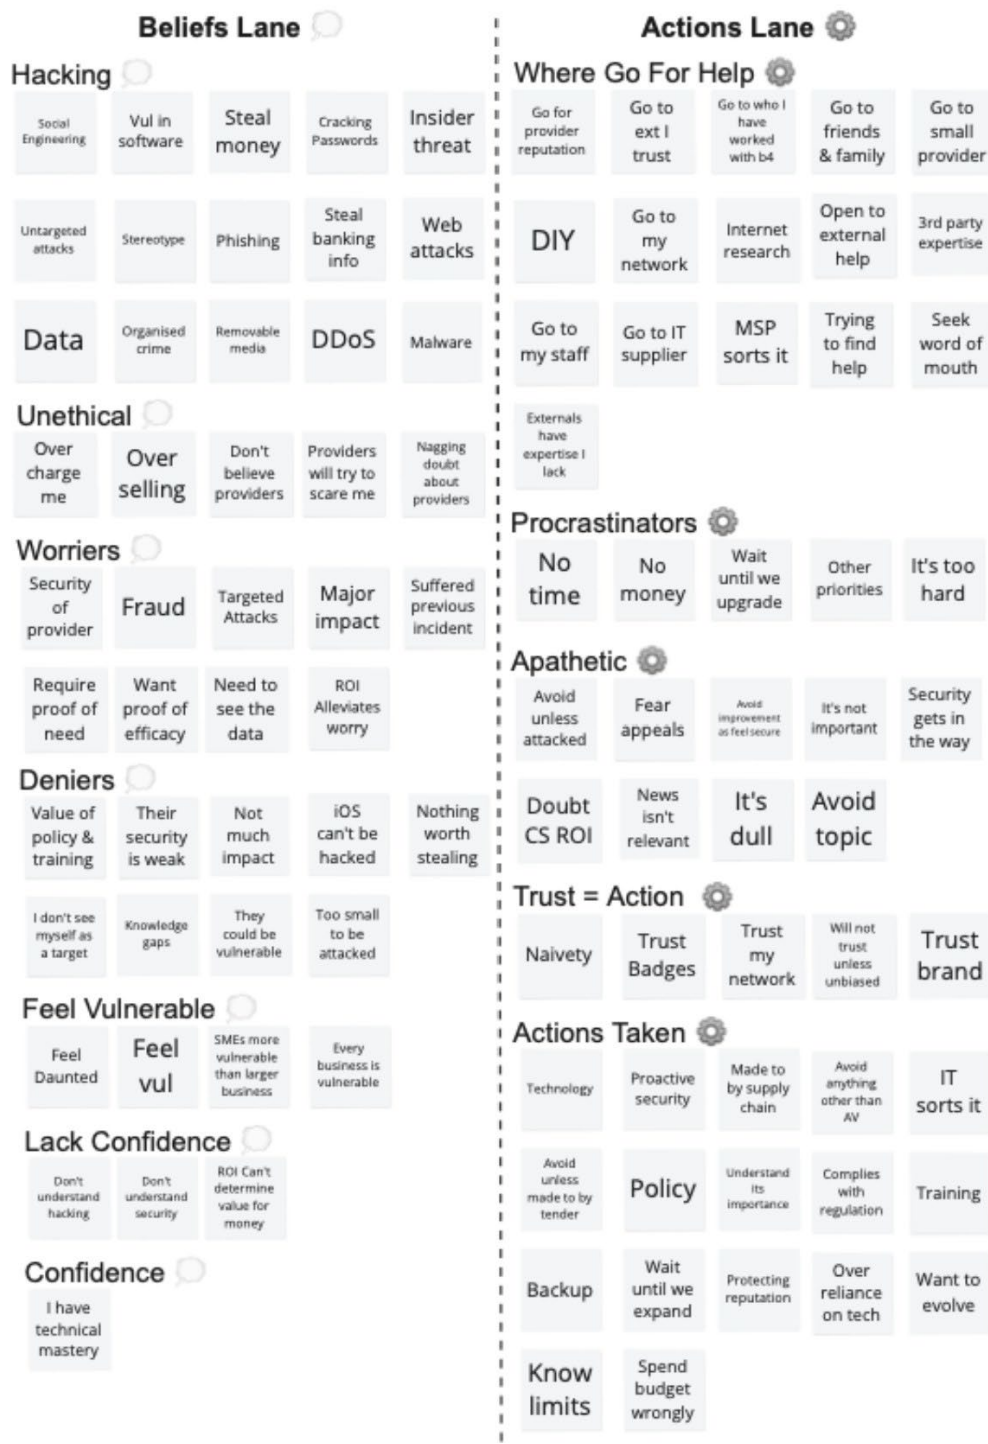 Beliefs Lane
Hacking
Social
Engineering
Vul in
software
Steal
money
Cracking
Passwords
Insider
threat
Untargeted
attacks
Stereotype
Phishing
Steal
banking
info
Web
attacks
Data
Organised
crime
Removable
media
DDoS
Malware
Unethical
Over
charge
me
Over
selling
Don't
believe
providers
Providers
will try to
scare me
Nagging
doubt
about
providers
Worriers
Security
of
provider
Fraud
Targeted
Attacks
Major
impact
Suffered
previous
incident
Require
proof of
need
Want
proof of
efficacy
Need to
see the
data
ROI
Alleviates
worry
Deniers
Value of
policy &
training
Their
security
is weak
Not
much
impact
iOS
can't be
hacked
Nothing
worth
stealing
I don't see
myself as
a target
Knowledge
gaps
They
could be
vulnerable
Too small
to be
attacked
Feel Vulnerable
Feel
Daunted
Feel
vul
SMEs more
vulnerable
than larger
business
Every
business is
vulnerable
Lack Confidence
Don't
understand
hacking
Don't
understand
security
ROI Can't
determine
value for
money
Confidence
I have
technical
mastery
Actions Lane
Where Go For Help
Go for
provider
reputation
Go to
ext I
trust
Go to who I
have
worked
with b4
Go to
friends
& family
Go to
small
provider
DIY
Go to
my
network
Internet
research
Open to
external
help
3rd party
expertise
Go to
my staff
Go to IT
supplier
MSP
sorts it
Trying
to find
help
Seek
word of
mouth
Externals
have
expertise I
lack
Procrastinators
No
time
No
money
Wait
until we
upgrade
Other
priorities
It's too
hard
Apathetic
Avoid
unless
attacked
Fear
appeals
Avoid
improvement
as feel secure
It's not
important
Security
gets in
the way
Doubt
CS ROI
News
isn't
relevant
It's
dull
Avoid
topic
Trust = Action
Naivety
Trust
Badges
Trust
my
network
Will not
trust
unless
unbiased
Trust
brand
Actions Taken
Technology
Proactive
security
Made to
by supply
chain
Avoid
anything
other than
AV
IT
sorts it
Avoid
unless
made to by
tender
Policy
Understand
its
importance
Complies
with
regulation
Training
Backup
Wait
until we
expand
Protecting
reputation
Over
reliance
on tech
Want to
evolve
Know
limits
Spend
budget
wrongly